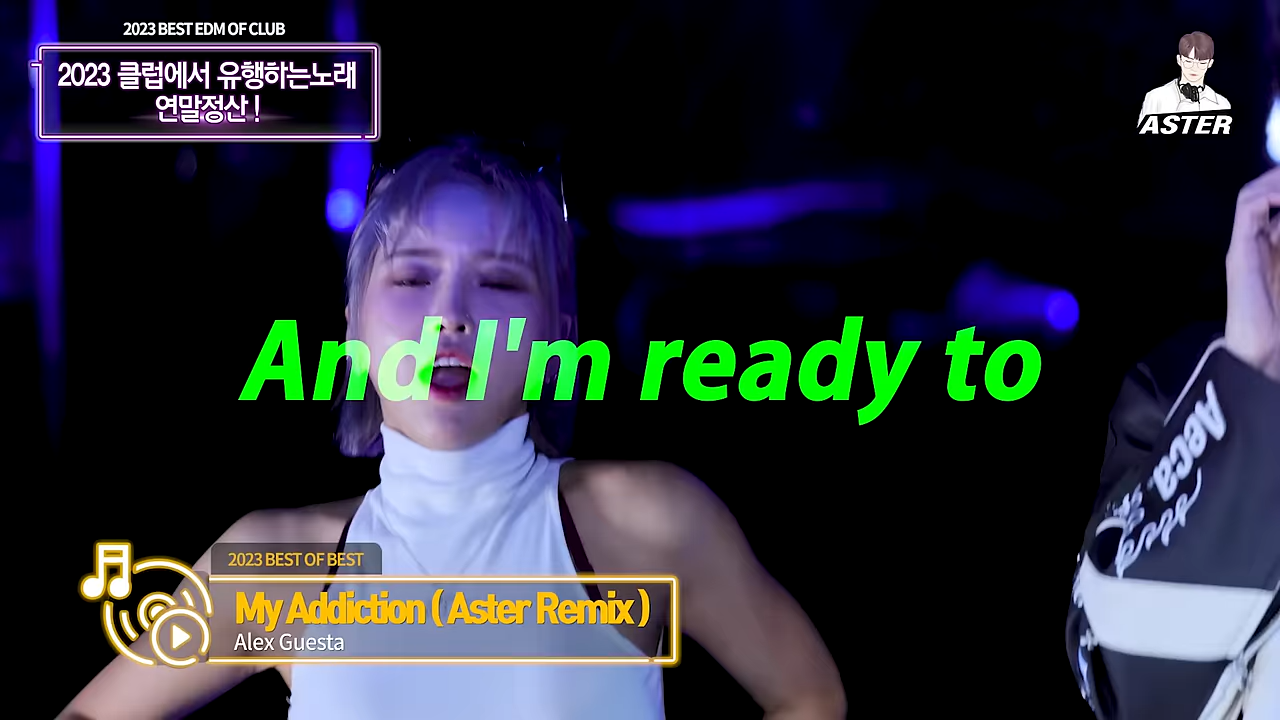 2023 BEST EDM OF CLUB
2023 클럽에서 유행하는노래
연말정산 !
ASTER
And I'm ready to
Aeca
2023 BEST OF BEST
My Addiction ( Aster Remix )
Alex Guesta